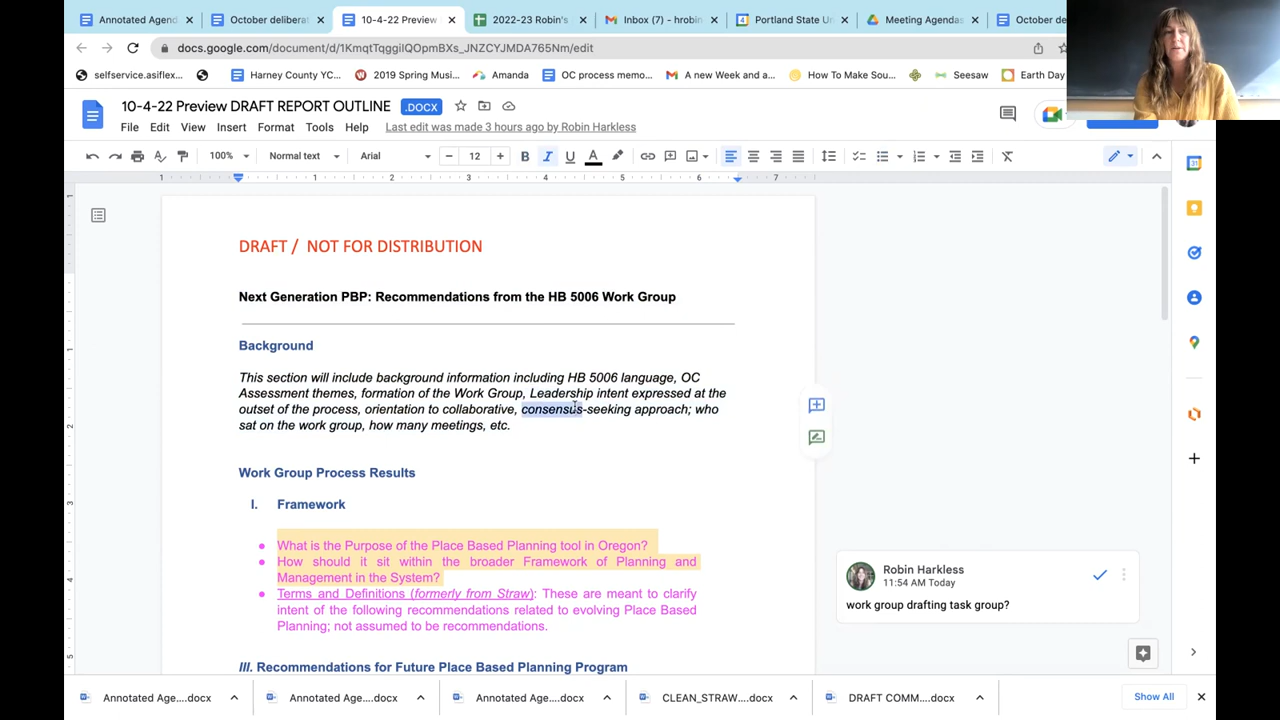 Annotated Agend
October deliberat
10-4-22 Preview
2022-23 Robin's
Inbox (7) - hrobin
Portland State Un
Meeting Agendas
October de
docs.google.com/document/d/1KmqtTqggiIQOpmBXs_JNZCYJMDA765Nm/edit
selfservice.asiflex...
Harney County YC...
2019 Spring Musi...
Amanda
OC process memo...
A new Week and a...
How To Make Sou...
Seesaw
Earth Day
10-4-22 Preview DRAFT REPORT OUTLINE
.DOCX
File Edit View Insert Format Tools Help
Last edit was made 3 hours ago by Robin Harkless
100% Normal text Arial 12
1 1 2 3 4 5 6 7
DRAFT / NOT FOR DISTRIBUTION
Next Generation PBP: Recommendations from the HB 5006 Work Group
Background
This section will include background information including HB 5006 language, OC
Assessment themes, formation of the Work Group, Leadership intent expressed at the
outset of the process, orientation to collaborative, consensus-seeking approach; who
sat on the work group, how many meetings, etc.
Work Group Process Results
I. Framework
● What is the Purpose of the Place Based Planning tool in Oregon?
● How should it sit within the broader Framework of Planning and
Management in the System?
● Terms and Definitions (formerly from Straw): These are meant to clarify
intent of the following recommendations related to evolving Place Based
Planning; not assumed to be recommendations.
III. Recommendations for Future Place Based Planning Program
Robin Harkless
11:54 AM Today
work group drafting task group?
Annotated Age....docx
Annotated Age....docx
Annotated Age....docx
CLEAN_STRAW....docx
DRAFT COMM....docx
Show All